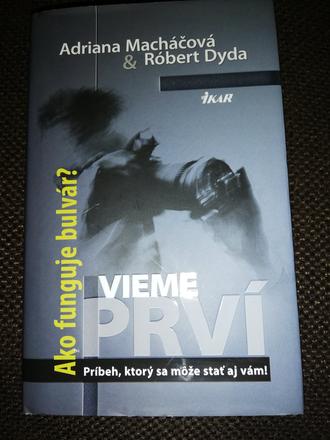 Adriana Macháčová
& Róbert Dyda
IKAR
Ako funguje bulvár?
VIEME
PRVÍ
Príbeh, ktorý sa môže stať aj vám!